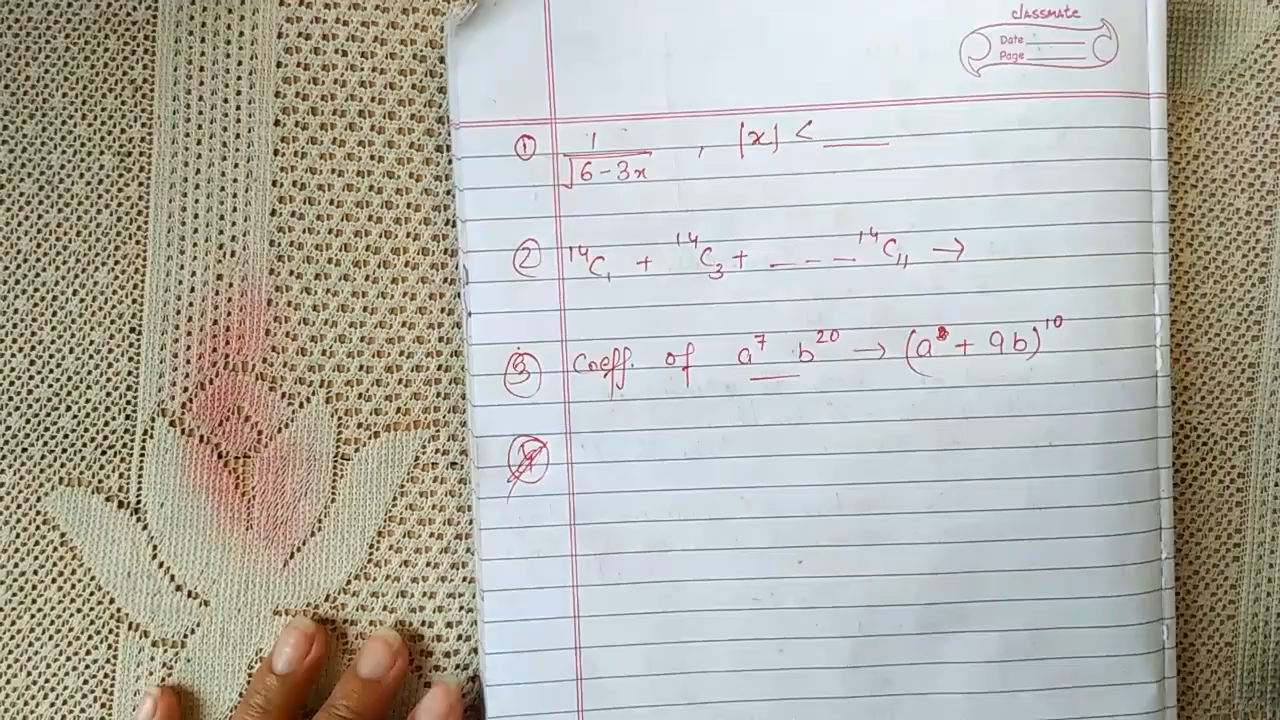 classmate
Date
Page
① 1/√(6-3x) , |x| < ___
② ¹⁴C₁ + ¹⁴C₃ + - - - ¹⁴C₁₁ →
③ Coeff. of a⁷ b²⁰ → (a⁸ + 9b)¹⁰